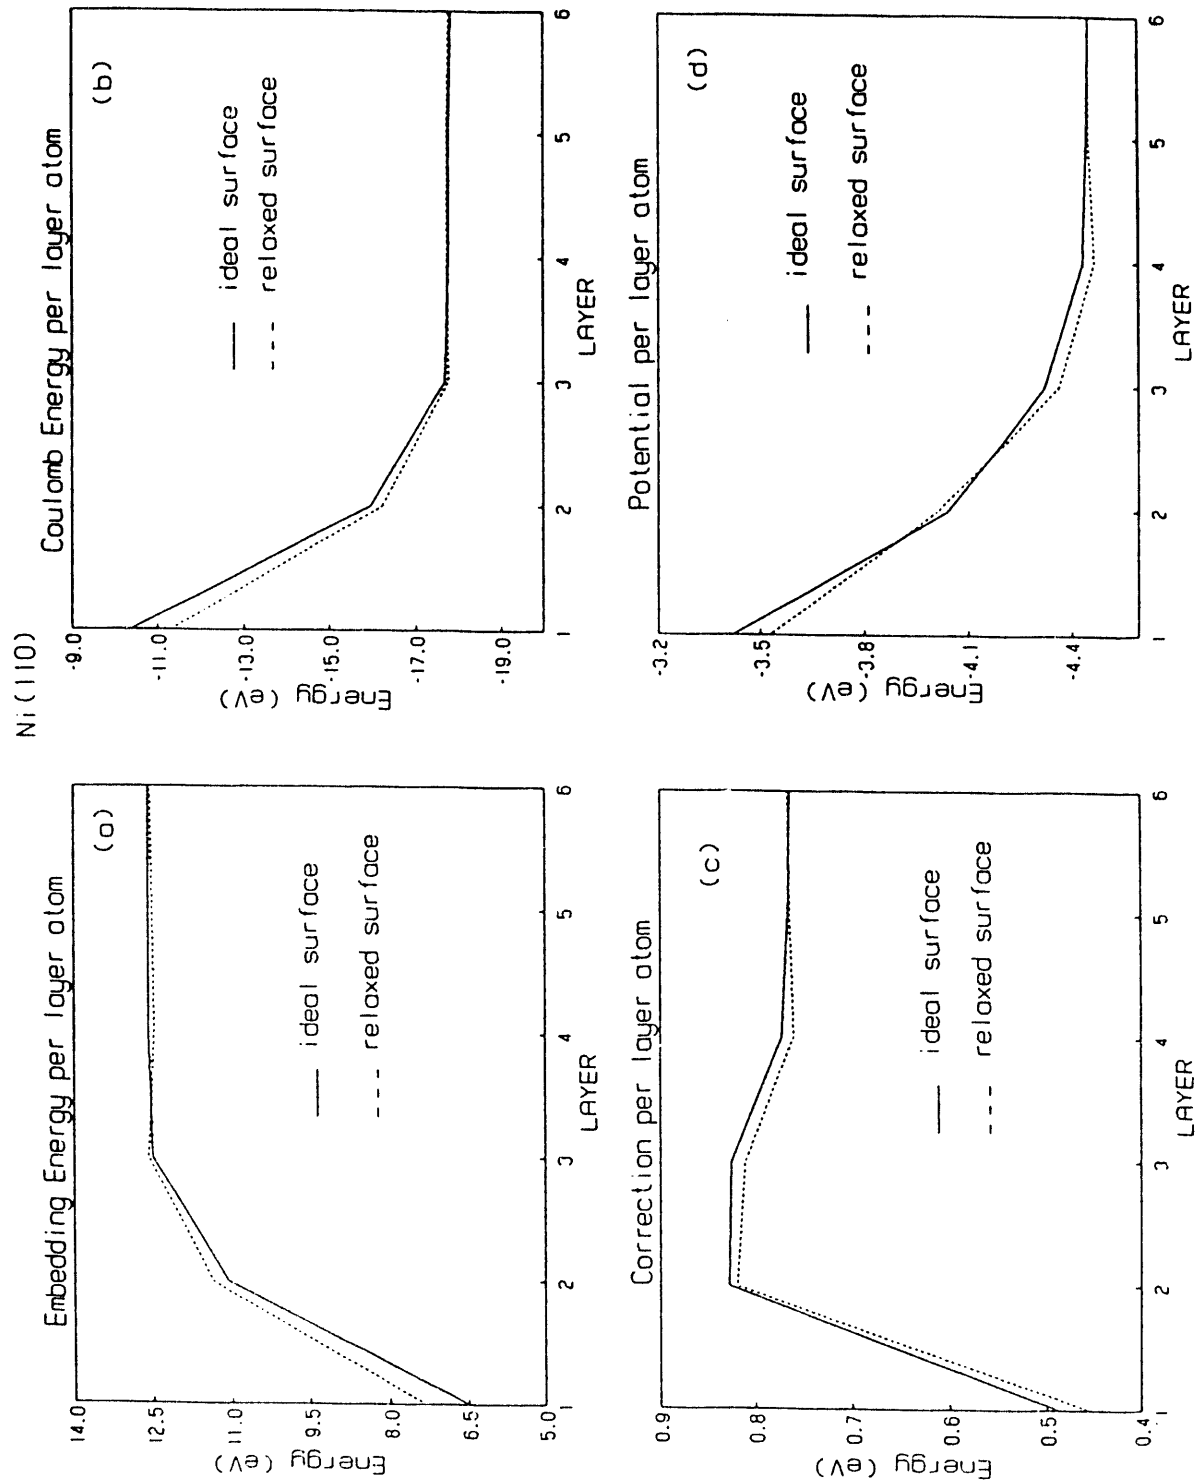 Ni(110)
Embedding Energy per layer atom
(a)
Energy (eV)
14.0
12.5
11.0
9.5
8.0
6.5
5.0
ideal surface
relaxed surface
1
2
3
4
5
6
LAYER
Coulomb Energy per layer atom
(b)
Energy (eV)
-9.0
-11.0
-13.0
-15.0
-17.0
-19.0
ideal surface
relaxed surface
1
2
3
4
5
6
LAYER
Correction per layer atom
(c)
Energy (eV)
0.9
0.8
0.7
0.6
0.5
0.4
ideal surface
relaxed surface
1
2
3
4
5
6
LAYER
Potential per layer atom
(d)
Energy (eV)
-3.2
-3.5
-3.8
-4.1
-4.4
ideal surface
relaxed surface
1
2
3
4
5
6
LAYER